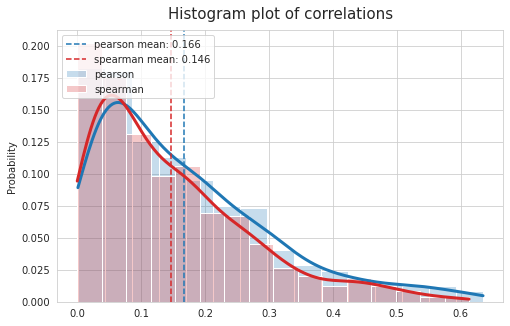 Histogram plot of correlations
pearson mean: 0.166
spearman mean: 0.146
pearson
spearman
Probability
0.200
0.175
0.150
0.125
0.100
0.075
0.050
0.025
0.000
0.0 0.1 0.2 0.3 0.4 0.5 0.6